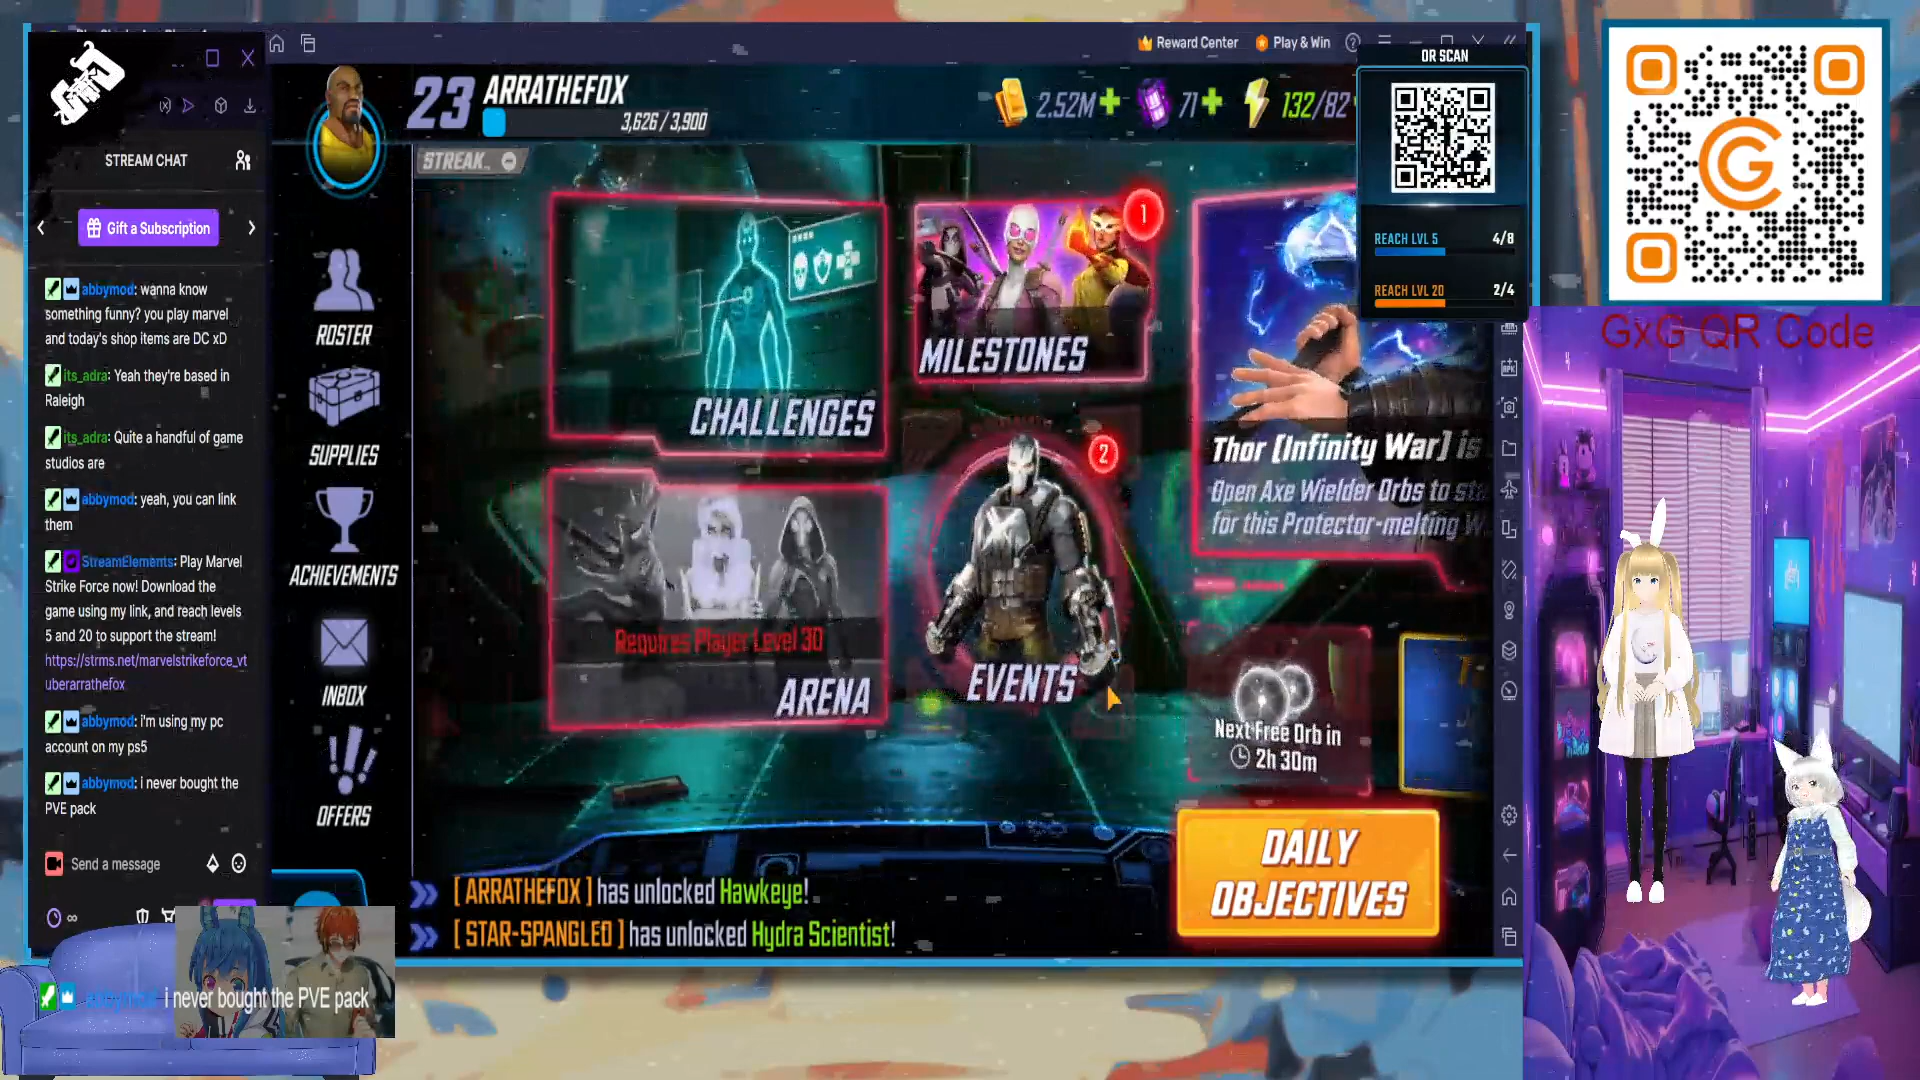 Reward Center
Play & Win
QR SCAN
23
ARRATHEFOX
3,626 / 3,900
2.52M
71
132/82
STREAK..
STREAM CHAT
Gift a Subscription
abbymod: wanna know
something funny? you play marvel
and today's shop items are DC xD
its_adra: Yeah they're based in
Raleigh
its_adra: Quite a handful of game
studios are
abbymod: yeah, you can link
them
StreamElements: Play Marvel
Strike Force now! Download the
game using my link, and reach levels
5 and 20 to support the stream!
https://strms.net/marvelstrikeforce_vt
uberarrathefox
abbymod: i'm using my pc
account on my ps5
abbymod: i never bought the
PVE pack
Send a message
∞
ROSTER
SUPPLIES
ACHIEVEMENTS
INBOX
OFFERS
CHALLENGES
MILESTONES
1
Requires Player Level 30
ARENA
2
EVENTS
Thor [Infinity War] is
Open Axe Wielder Orbs to sta
for this Protector-melting W
Next Free Orb in
2h 30m
DAILY
OBJECTIVES
[ ARRATHEFOX ] has unlocked Hawkeye!
[ STAR-SPANGLED ] has unlocked Hydra Scientist!
REACH LVL 5 4/8
REACH LVL 20 2/4
GxG QR Code
abbymod i never bought the PVE pack